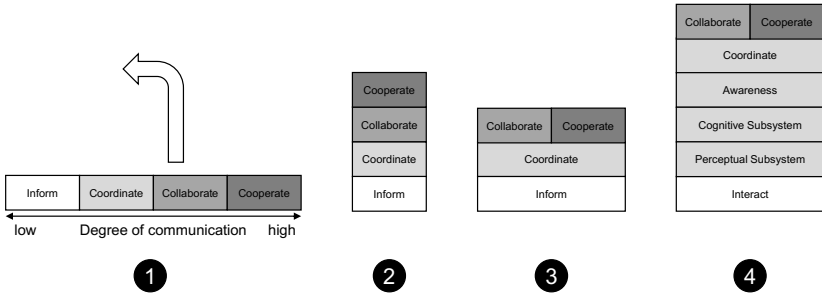 Inform
Coordinate
Collaborate
Cooperate
low
Degree of communication
high
1
Cooperate
Collaborate
Coordinate
Inform
2
Collaborate
Cooperate
Coordinate
Inform
3
Collaborate
Cooperate
Coordinate
Awareness
Cognitive Subsystem
Perceptual Subsystem
Interact
4